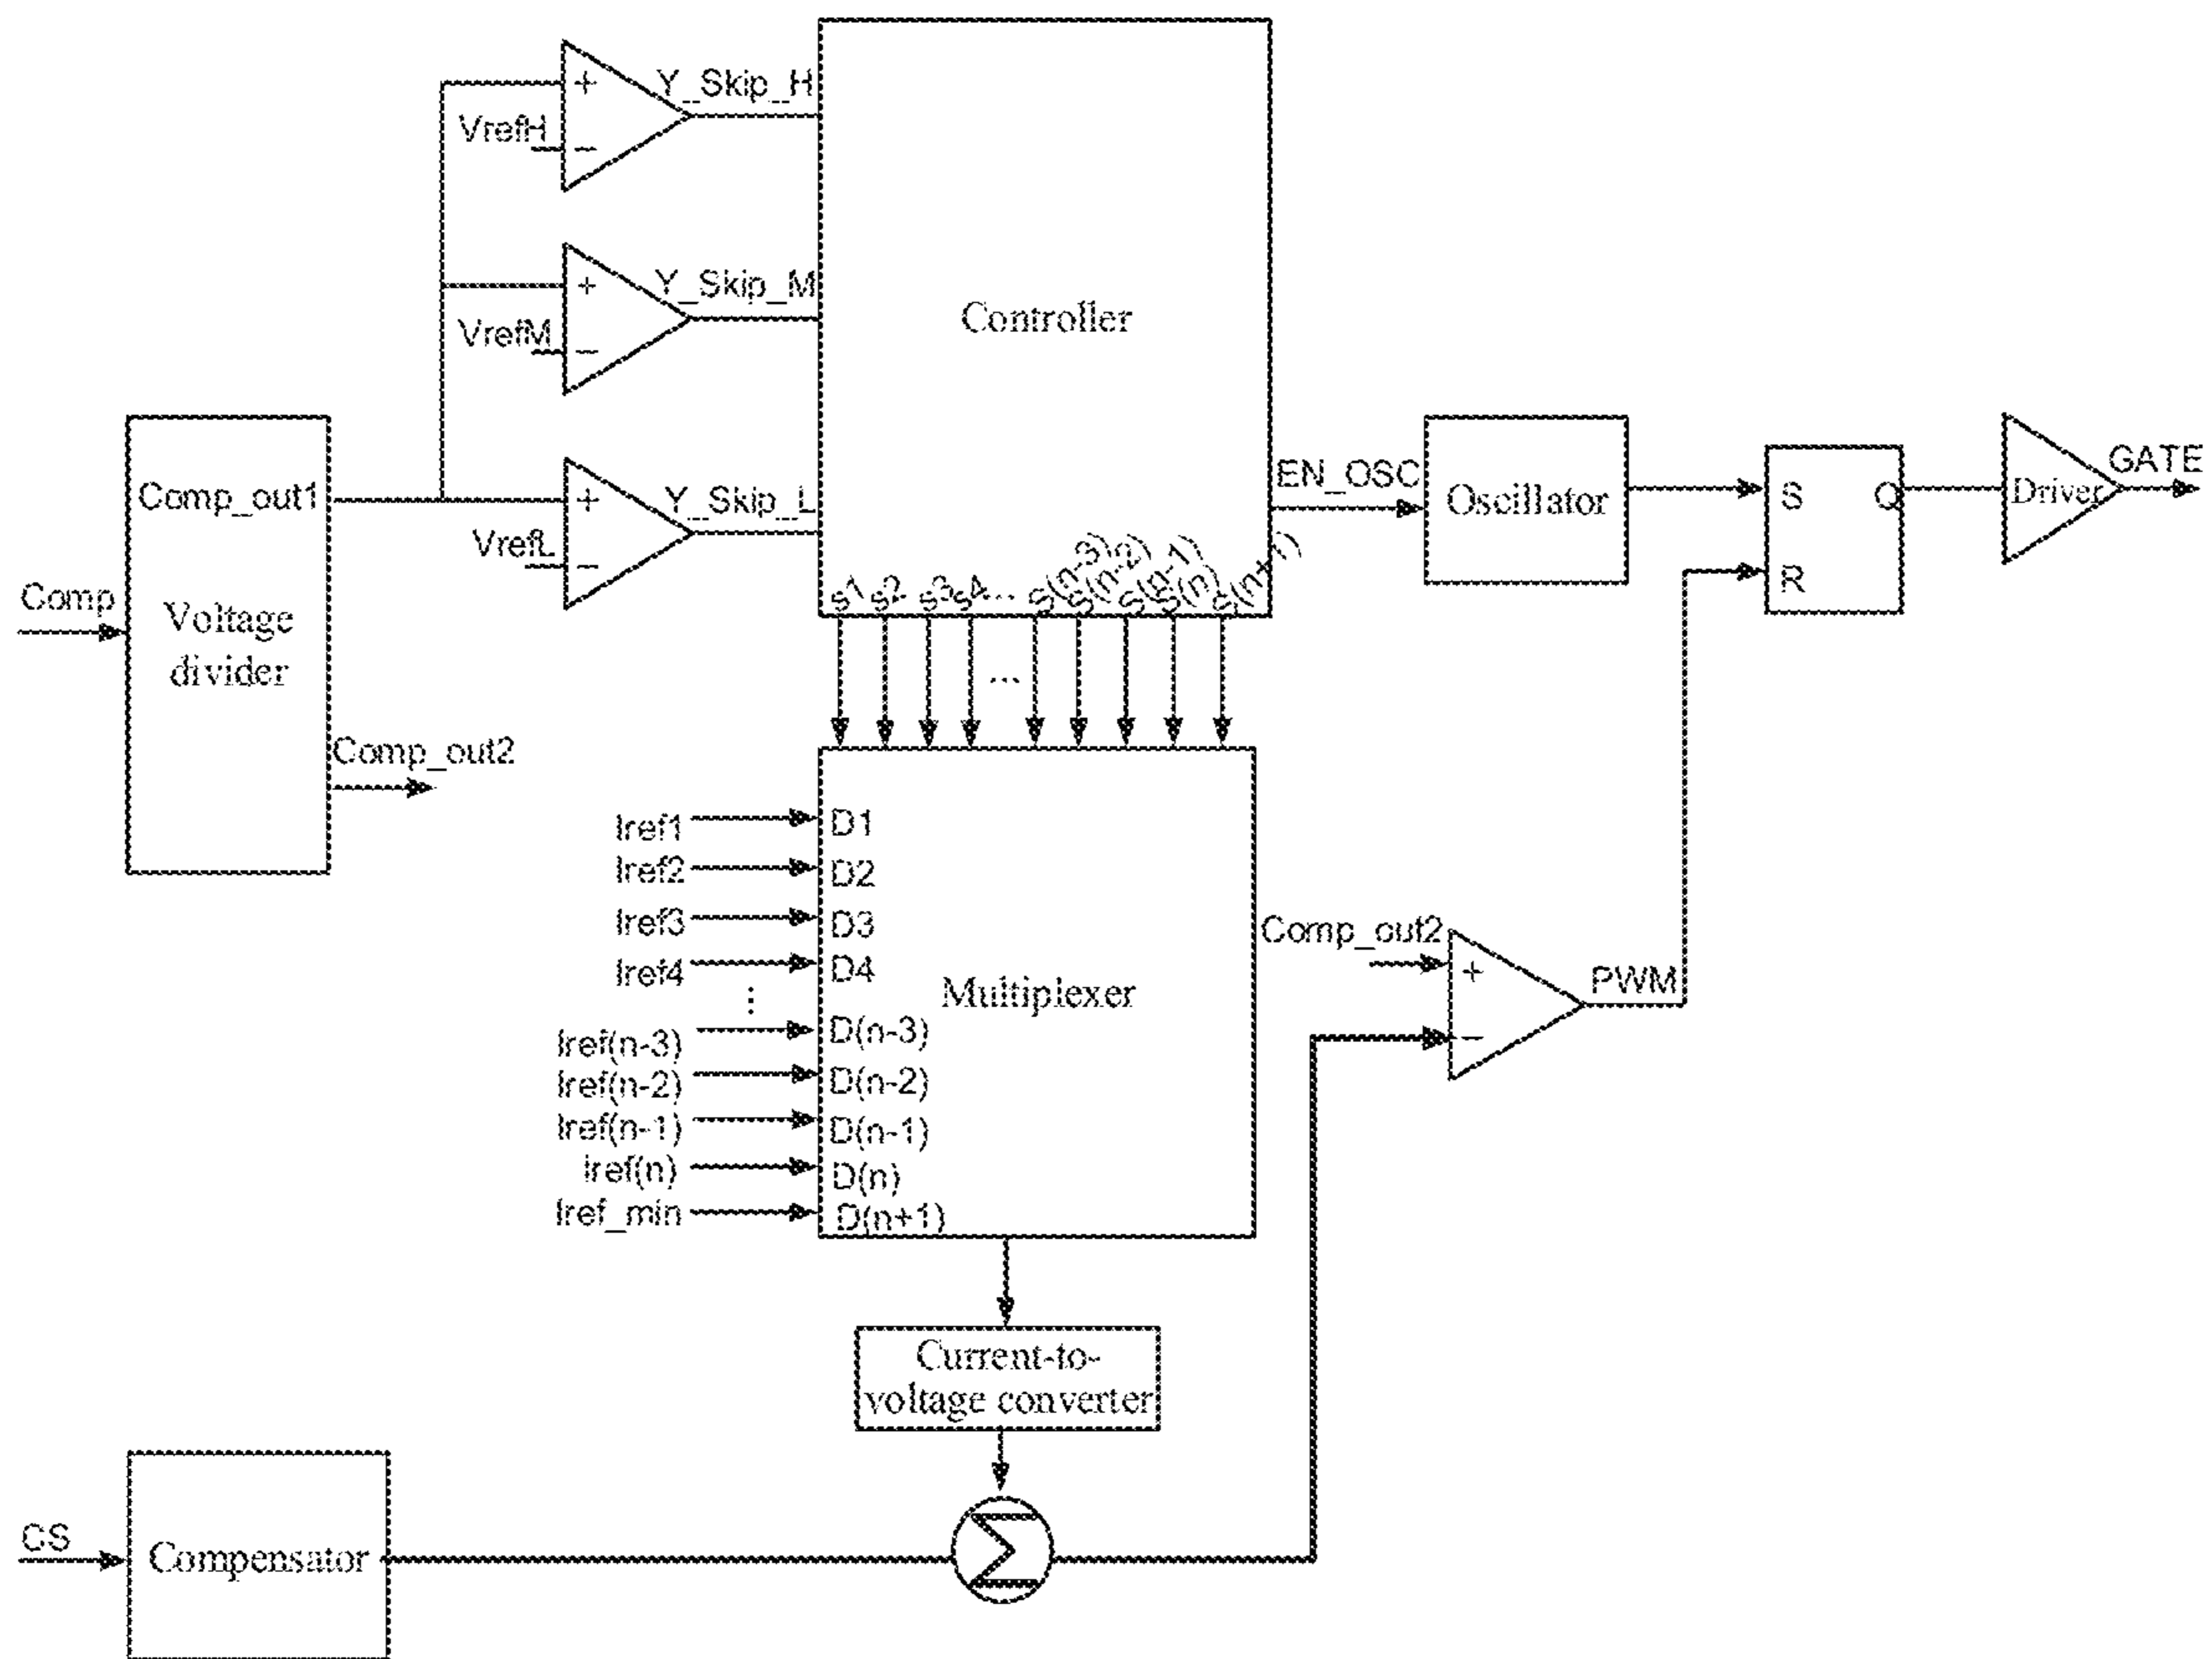 Y_Skip_H
+
VrefH
−
Y_Skip_M
+
VrefM
−
Controller
Comp_out1
Y_Skip_L
+
VrefL
−
Comp
Voltage
divider
Comp_out2
EN_OSC
Oscillator
S
Q
R
Driver
GATE
s1 s2 s3 s4 ... S(n-3) S(n-2) S(n-1) S(n) S(n+1)
...
Iref1 D1
Iref2 D2
Iref3 D3
Iref4 D4
⋮
Iref(n-3) D(n-3)
Iref(n-2) D(n-2)
Iref(n-1) D(n-1)
Iref(n) D(n)
Iref_min D(n+1)
Multiplexer
Comp_out2
+
−
PWM
Current-to-
voltage converter
CS
Compensator
Σ